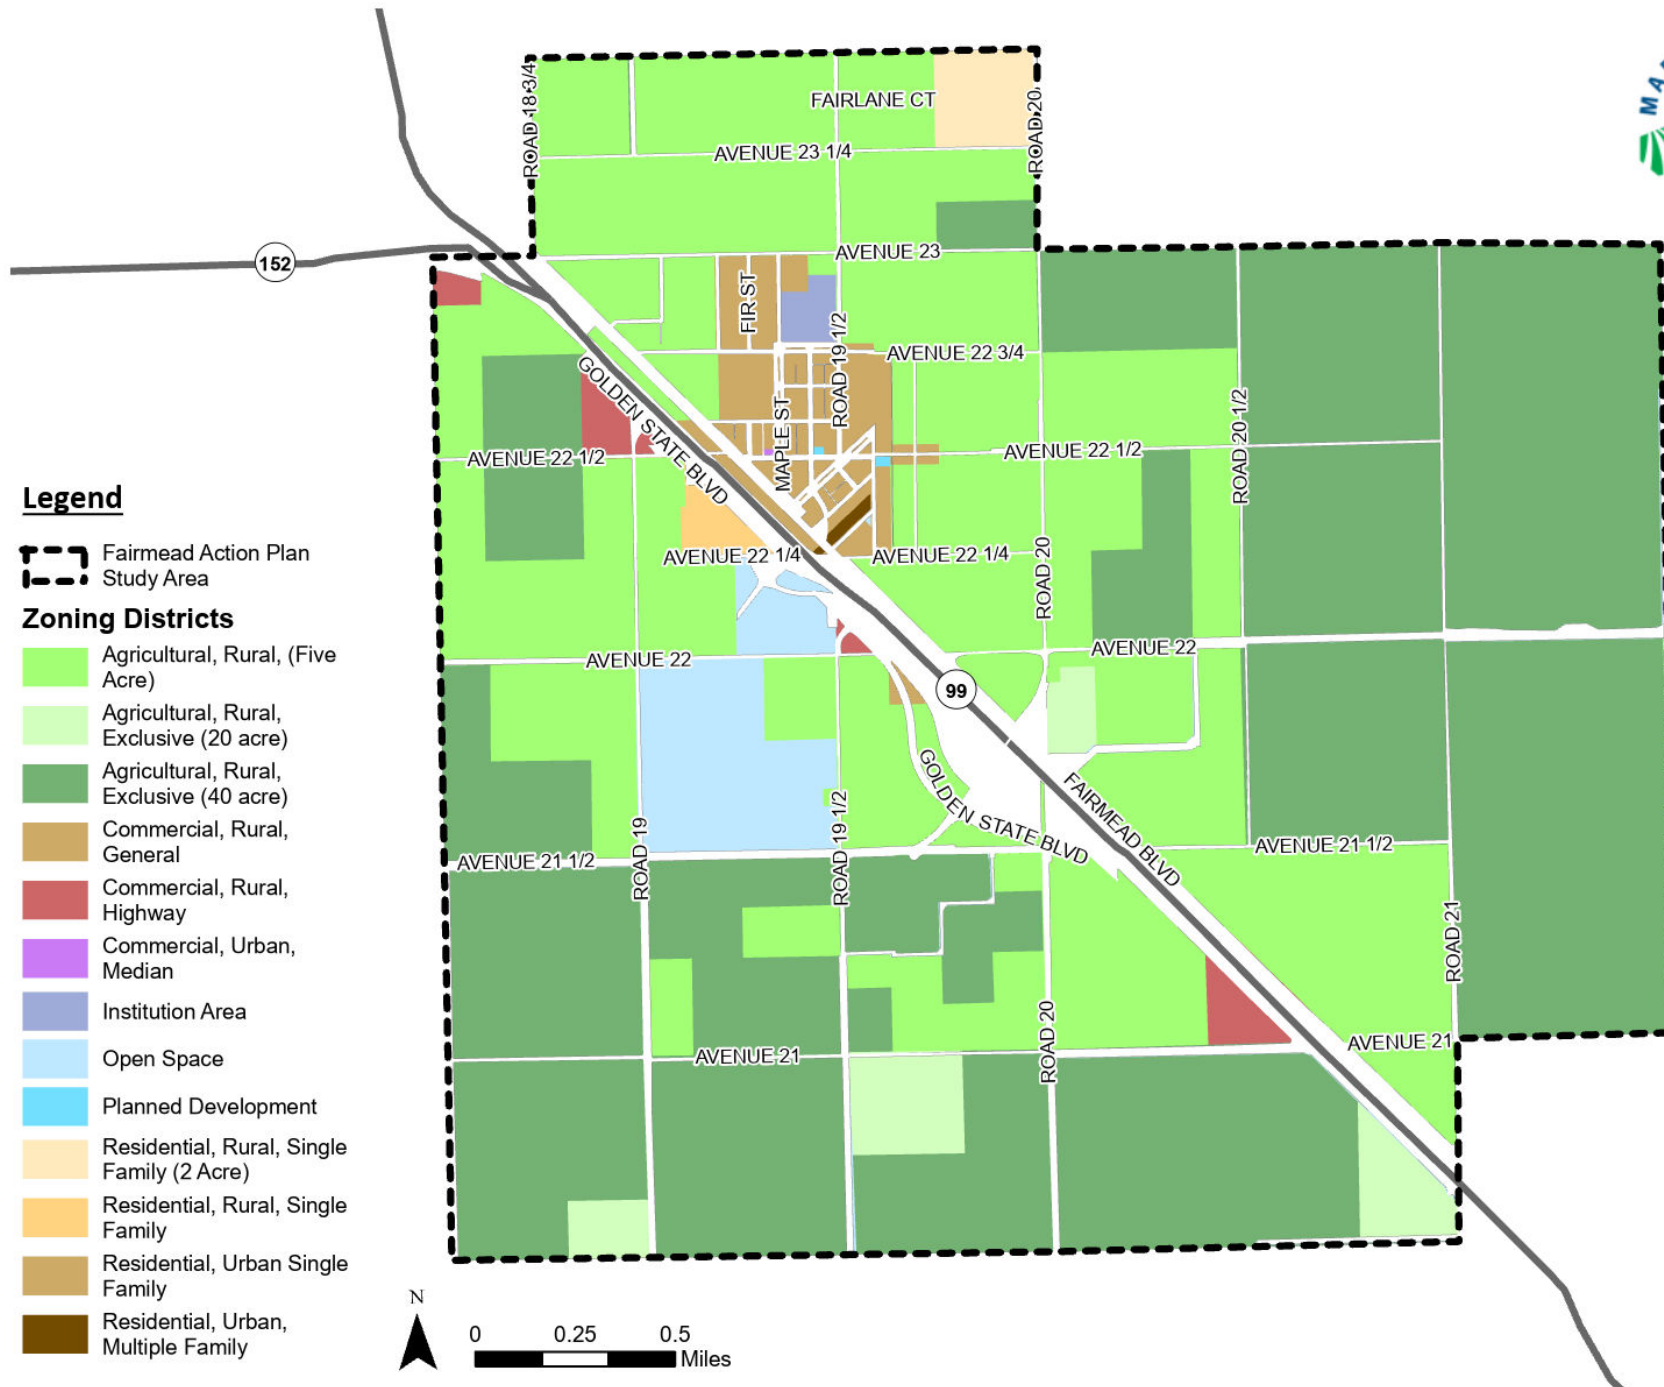 MA
ROAD 18 3/4
FAIRLANE CT
ROAD 20
AVENUE 23 1/4
152
AVENUE 23
FIR ST
ROAD 19 1/2
AVENUE 22 3/4
GOLDEN STATE BLVD
MAPLE ST
ROAD 20 1/2
AVENUE 22 1/2
AVENUE 22 1/2
AVENUE 22 1/4
AVENUE 22 1/4
ROAD 20
AVENUE 22
AVENUE 22
99
GOLDEN STATE BLVD
FAIRMEAD BLVD
ROAD 19
ROAD 19 1/2
AVENUE 21 1/2
AVENUE 21 1/2
ROAD 21
ROAD 20
AVENUE 21
AVENUE 21
Legend
Fairmead Action Plan
Study Area
Zoning Districts
Agricultural, Rural, (Five
Acre)
Agricultural, Rural,
Exclusive (20 acre)
Agricultural, Rural,
Exclusive (40 acre)
Commercial, Rural,
General
Commercial, Rural,
Highway
Commercial, Urban,
Median
Institution Area
Open Space
Planned Development
Residential, Rural, Single
Family (2 Acre)
Residential, Rural, Single
Family
Residential, Urban Single
Family
Residential, Urban,
Multiple Family
N
0 0.25 0.5
Miles